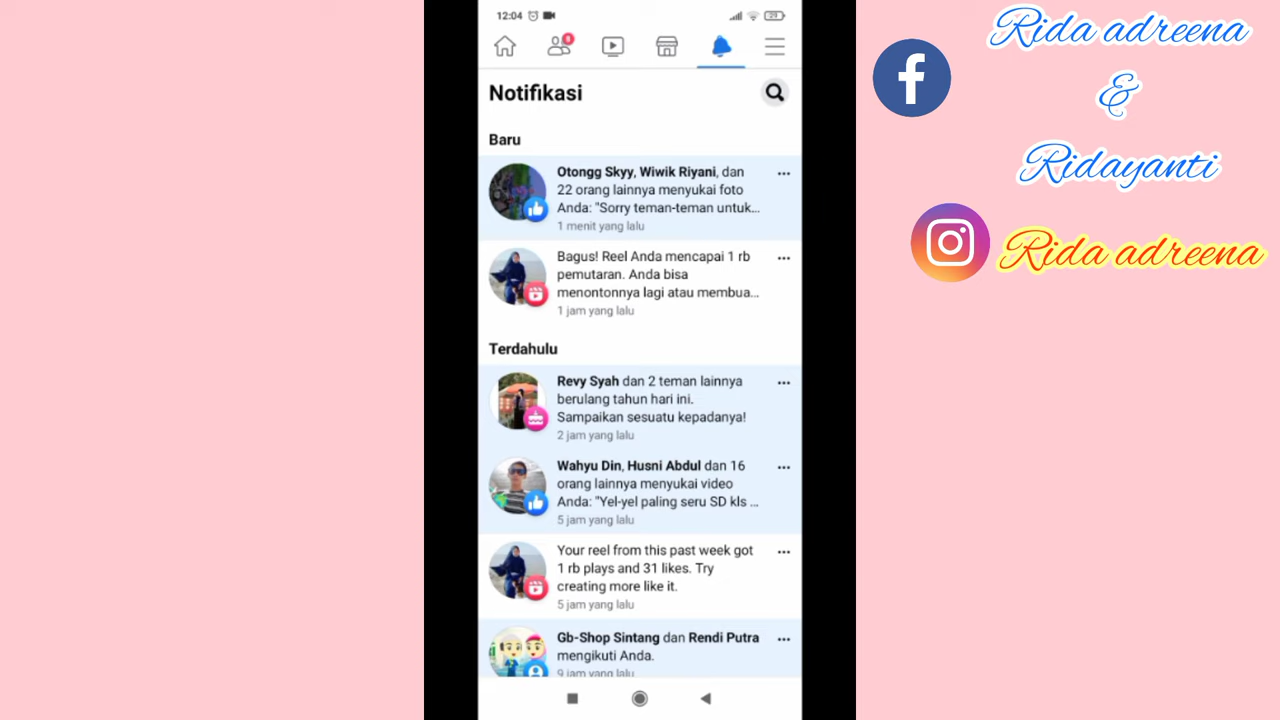 12:04
29
8
Notifikasi
Baru
Otongg Skyy, Wiwik Riyani, dan
22 orang lainnya menyukai foto
Anda: "Sorry teman-teman untuk...
1 menit yang lalu
Bagus! Reel Anda mencapai 1 rb
pemutaran. Anda bisa
menontonnya lagi atau membua...
1 jam yang lalu
Terdahulu
Revy Syah dan 2 teman lainnya
berulang tahun hari ini.
Sampaikan sesuatu kepadanya!
2 jam yang lalu
Wahyu Din, Husni Abdul dan 16
orang lainnya menyukai video
Anda: "Yel-yel paling seru SD kls ...
5 jam yang lalu
Your reel from this past week got
1 rb plays and 31 likes. Try
creating more like it.
5 jam yang lalu
Gb-Shop Sintang dan Rendi Putra
mengikuti Anda.
9 jam yang lalu
Rida adreena
&
Ridayanti
Rida adreena